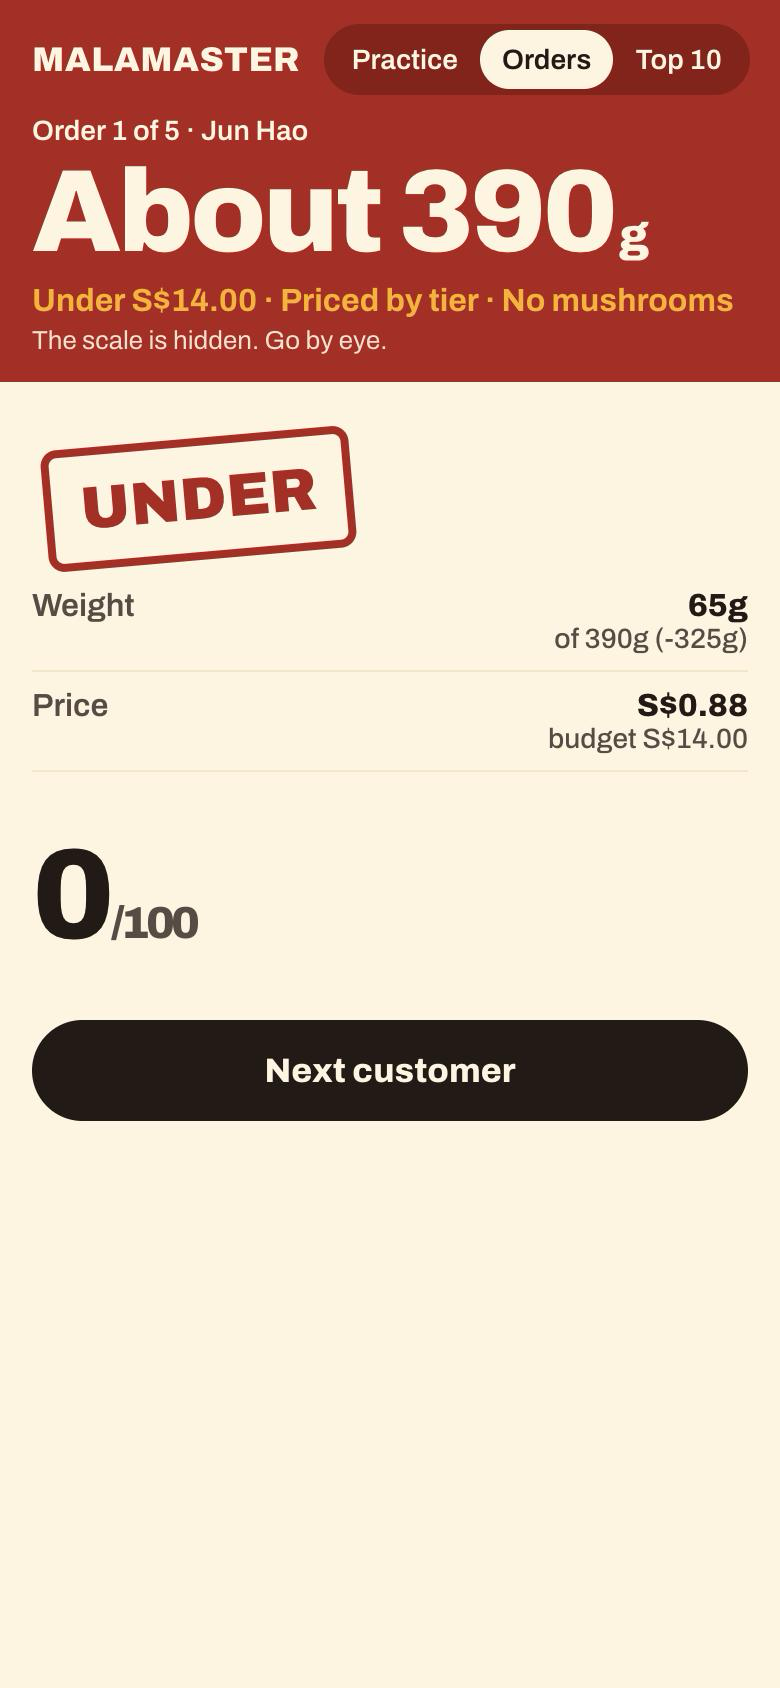 MALAMASTER
Practice Orders Top 10
Order 1 of 5 · Jun Hao
About 390g
Under S$14.00 · Priced by tier · No mushrooms
The scale is hidden. Go by eye.
UNDER
Weight 65g
of 390g (-325g)
Price S$0.88
budget S$14.00
0/100
Next customer